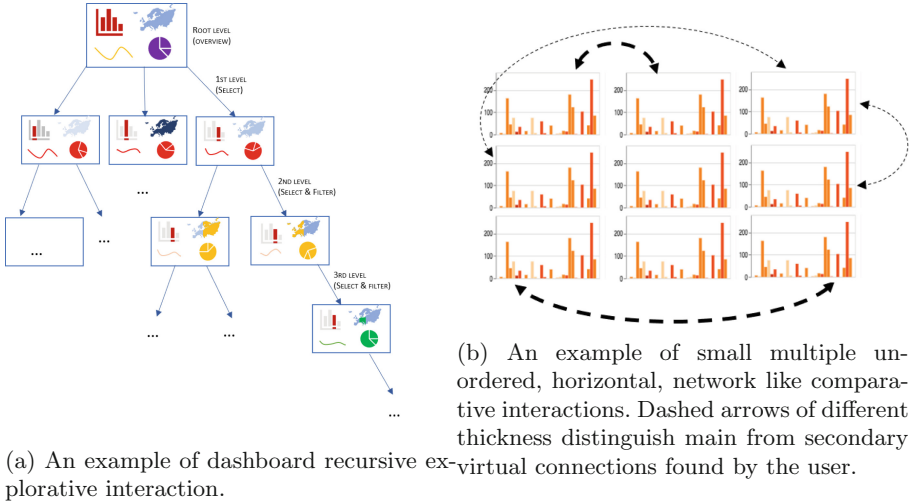 ROOT LEVEL
(OVERVIEW)
1ST LEVEL
(SELECT)
...
2ND LEVEL
(SELECT & FILTER)
...
...
3RD LEVEL
(SELECT & FILTER)
...
...
...
(a) An example of dashboard recursive ex-
plorative interaction.
200
100
0
200
100
0
200
100
0
(b) An example of small multiple un-
ordered, horizontal, network like compar-
ative interactions. Dashed arrows of different
thickness distinguish main from secondary
virtual connections found by the user.